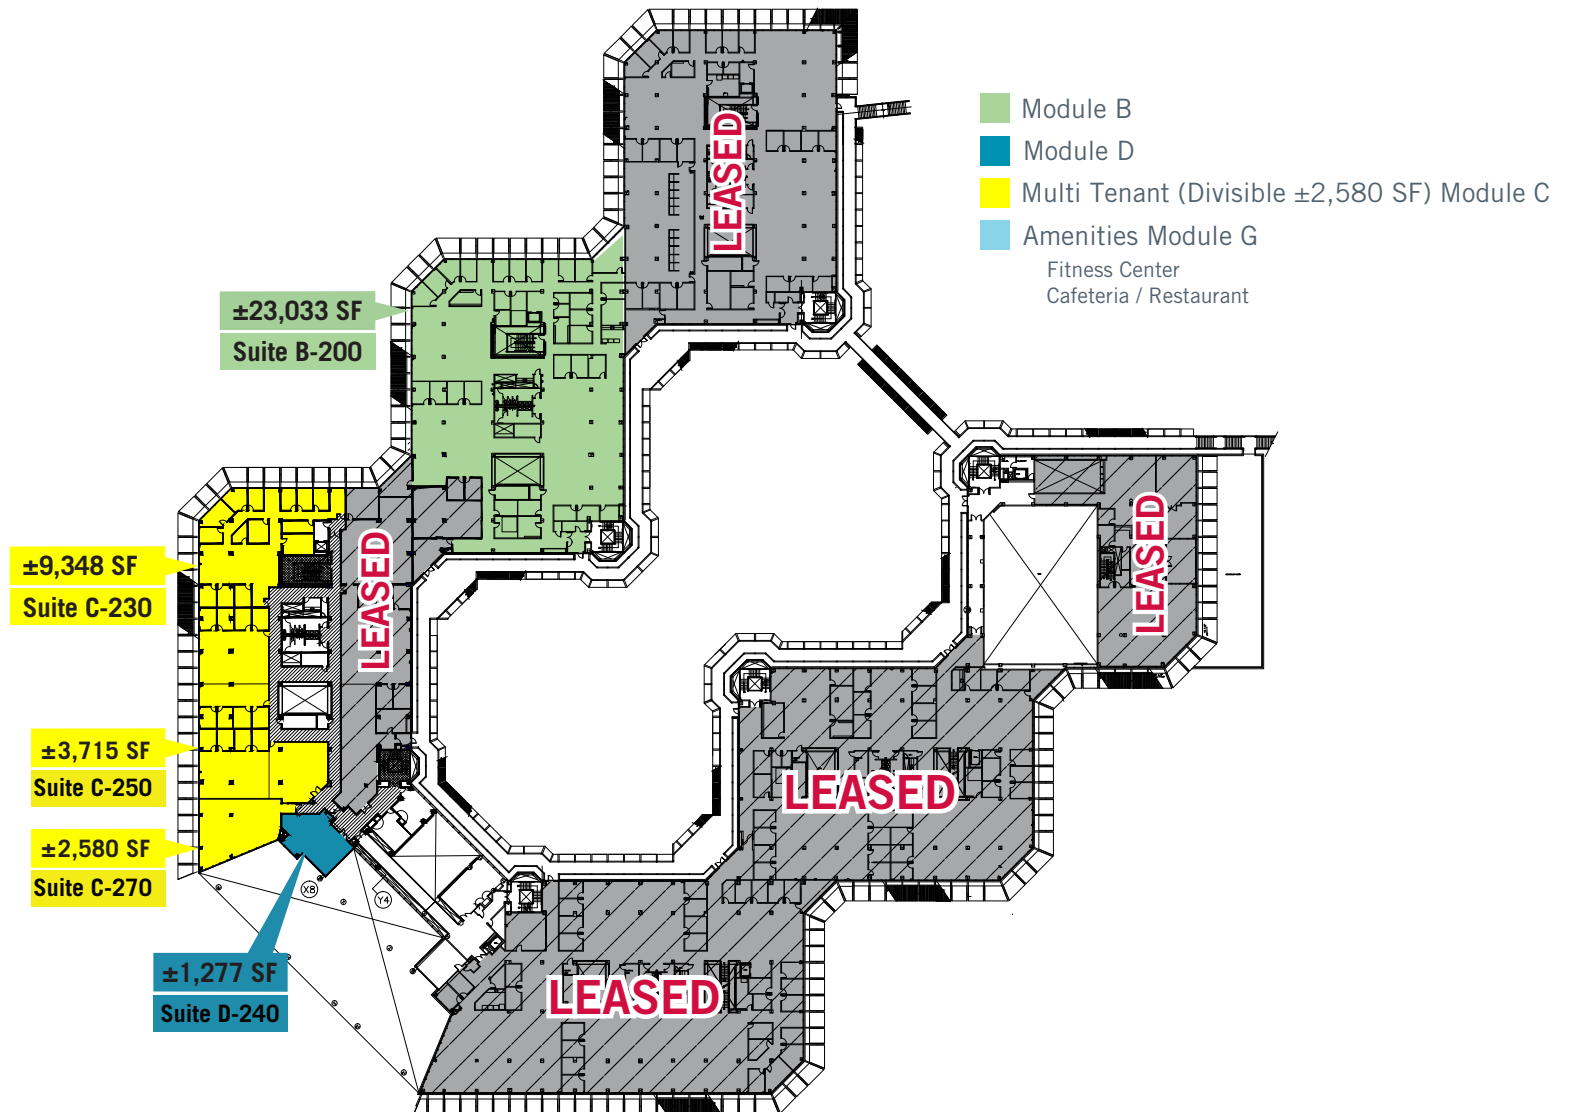 LEASED
Module B
Module D
Multi Tenant (Divisible ±2,580 SF) Module C
Amenities Module G
Fitness Center
Cafeteria / Restaurant
±23,033 SF
Suite B-200
LEASED
LEASED
±9,348 SF
Suite C-230
±3,715 SF
Suite C-250
LEASED
±2,580 SF
Suite C-270
X8
Y4
±1,277 SF
Suite D-240
LEASED